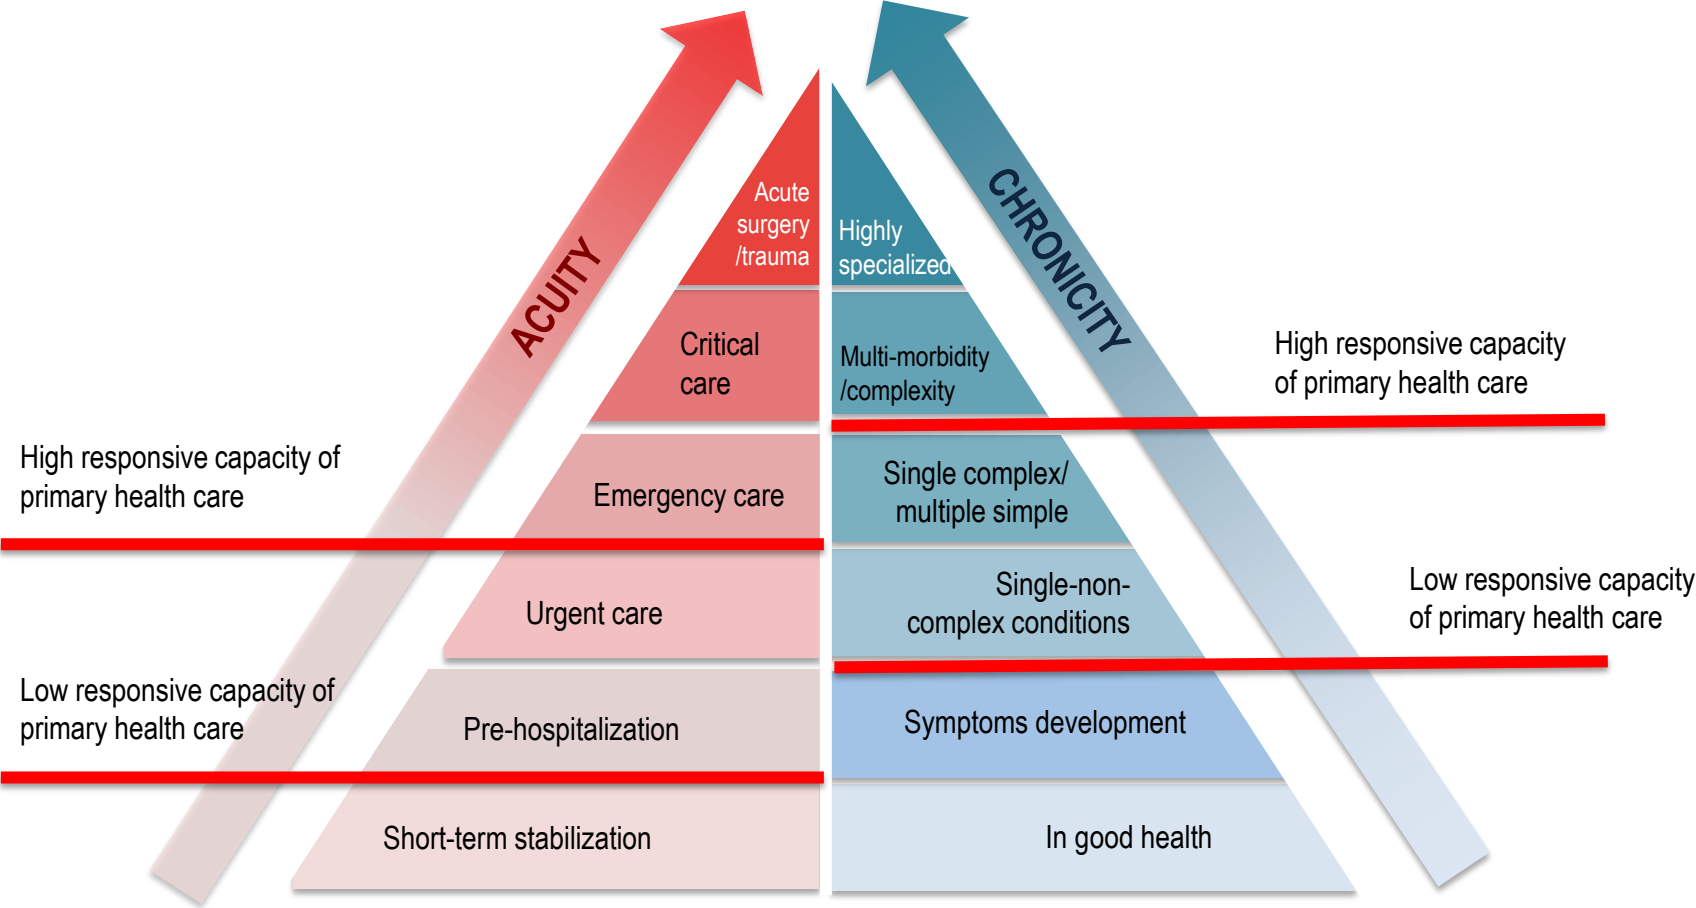 ACUITY
CHRONICITY
Acute
surgery
/trauma
Highly
specialized
Critical
care
Multi-morbidity
/complexity
High responsive capacity
of primary health care
High responsive capacity of
primary health care
Emergency care
Single complex/
multiple simple
Urgent care
Single-non-
complex conditions
Low responsive capacity
of primary health care
Low responsive capacity of
primary health care
Pre-hospitalization
Symptoms development
Short-term stabilization
In good health